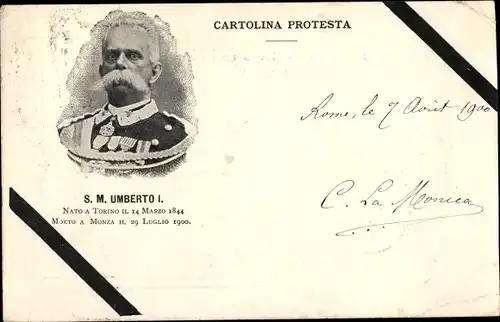 CARTOLINA PROTESTA
Rome, le 7 Août 1900
C. La Monica
S. M. UMBERTO I.
NATO A TORINO IL 14 MARZO 1844
MORTO A MONZA IL 29 LUGLIO 1900.